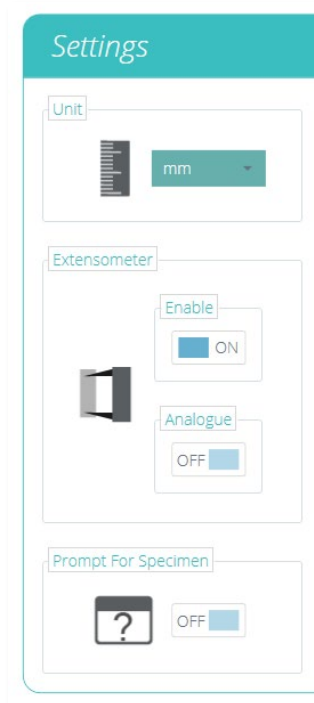 Settings
Unit
mm
Extensometer
Enable
ON
Analogue
OFF
Prompt For Specimen
?
OFF